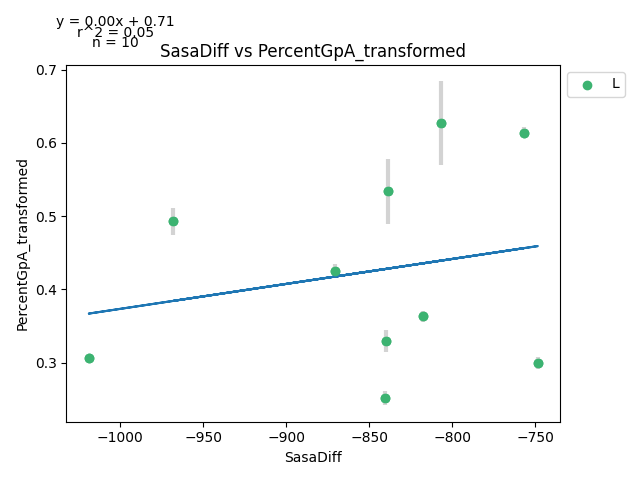 y = 0.00x + 0.71
r^2 = 0.05
n = 10
SasaDiff vs PercentGpA_transformed
L
0.7
0.6
0.5
0.4
0.3
PercentGpA_transformed
−1000 −950 −900 −850 −800 −750
SasaDiff